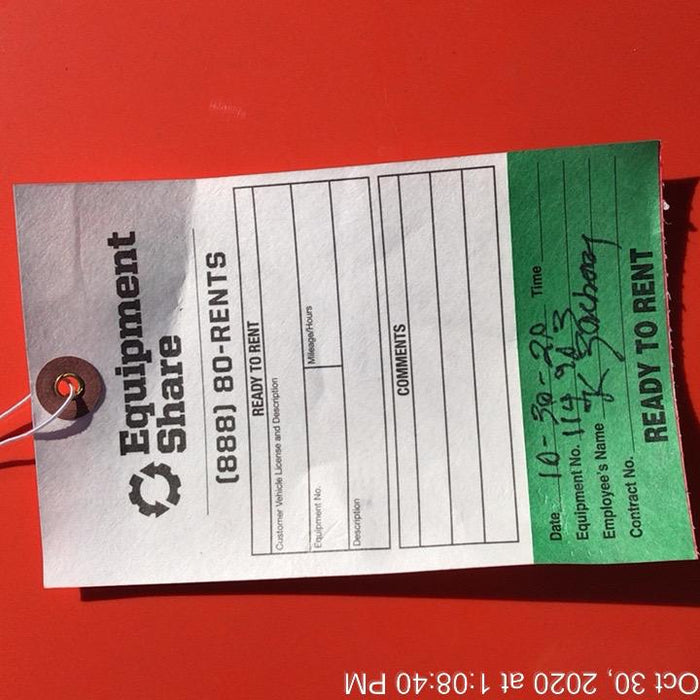 Equipment
Share
(888) 80-RENTS
READY TO RENT
Customer Vehicle License and Description
Equipment No.
Mileage/Hours
Description
COMMENTS
Date 10-30-20 Time
Equipment No.
Employee's Name
Contract No.
READY TO RENT
Oct 30, 2020 at 1:08:40 PM